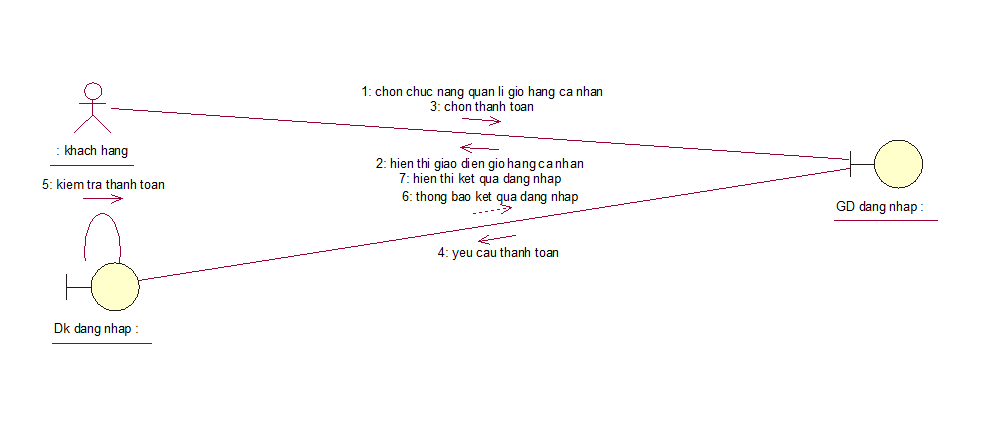 1: chon chuc nang quan li gio hang ca nhan
3: chon thanh toan
: khach hang
2: hien thi giao dien gio hang ca nhan
7: hien thi ket qua dang nhap
5: kiem tra thanh toan
6: thong bao ket qua dang nhap
GD dang nhap :
4: yeu cau thanh toan
Dk dang nhap :